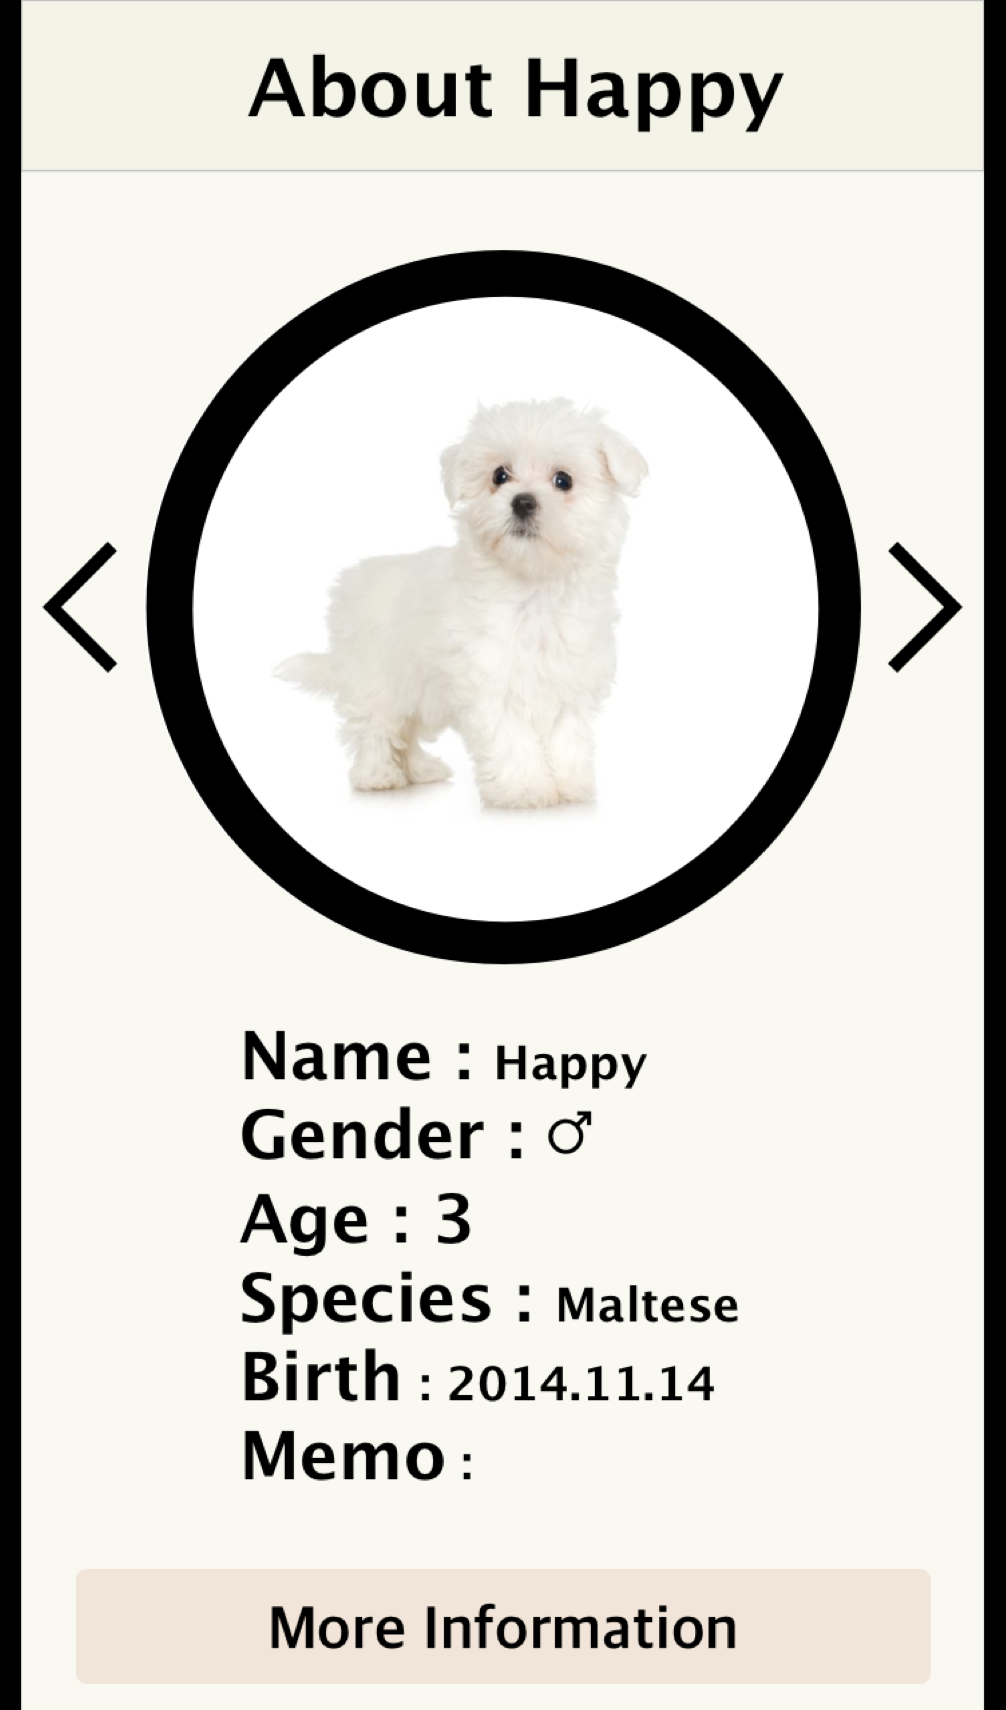 About Happy
Name : Happy
Gender : ♂
Age : 3
Species : Maltese
Birth : 2014.11.14
Memo :
More Information